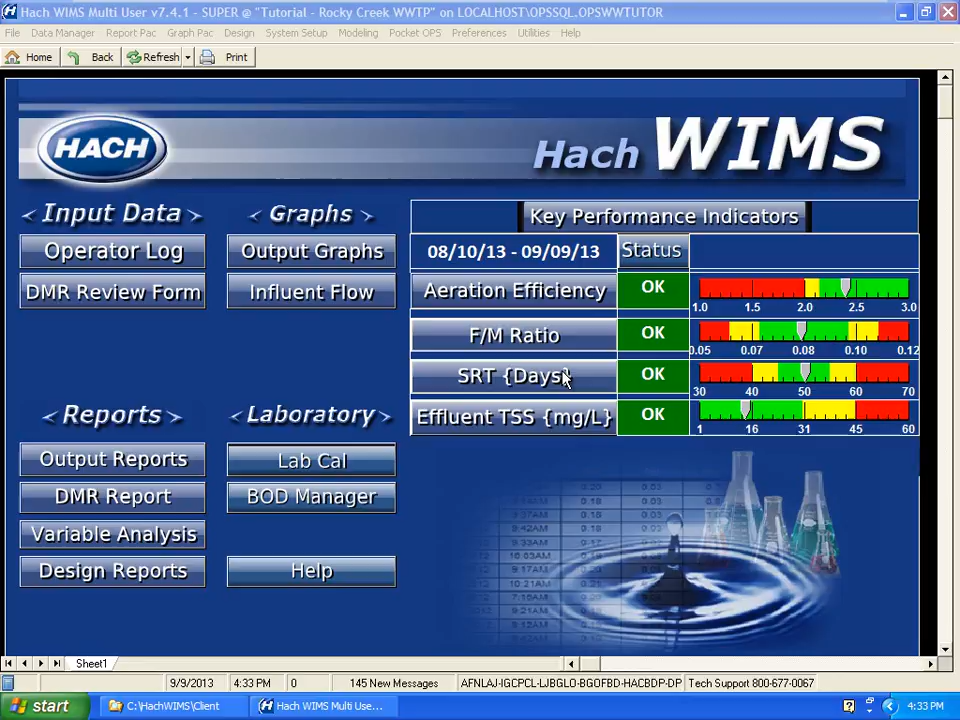 Hach WIMS Multi User v7.4.1 - SUPER @ "Tutorial - Rocky Creek WWTP" on LOCALHOST\OPSSQL.OPSWWTUTOR
File Data Manager Report Pac Graph Pac Design System Setup Modeling Pocket OPS Preferences Utilities Help
Home Back Refresh Print
HACH
Hach WIMS
Input Data Graphs Key Performance Indicators
Operator Log Output Graphs 08/10/13 - 09/09/13 Status
DMR Review Form Influent Flow Aeration Efficiency OK
1.0 1.5 2.0 2.5 3.0
F/M Ratio OK
0.05 0.07 0.08 0.10 0.12
SRT {Days} OK
30 40 50 60 70
Reports Laboratory Effluent TSS {mg/L} OK
1 16 31 45 60
Output Reports Lab Cal
DMR Report BOD Manager
Variable Analysis
Design Reports Help
Sheet1
9/9/2013 4:33 PM 0 145 New Messages AFNLAJ-IGCPCL-LJBGLO-BGOFBD-HACBDP-DP Tech Support 800-677-0067
start C:\HachWIMS\Client Hach WIMS Multi Use... 4:33 PM